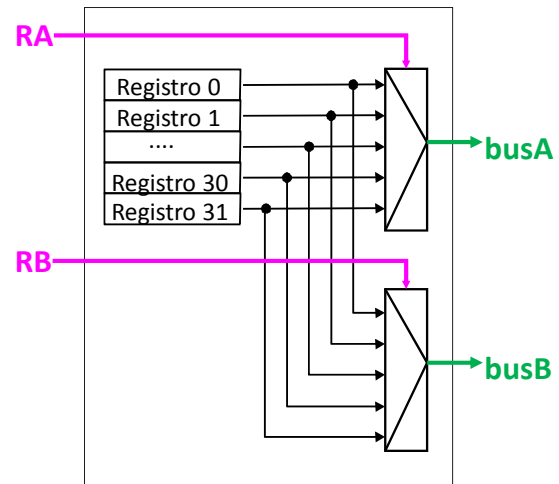 RA
Registro 0
Registro 1
....
Registro 30
Registro 31
busA
RB
busB